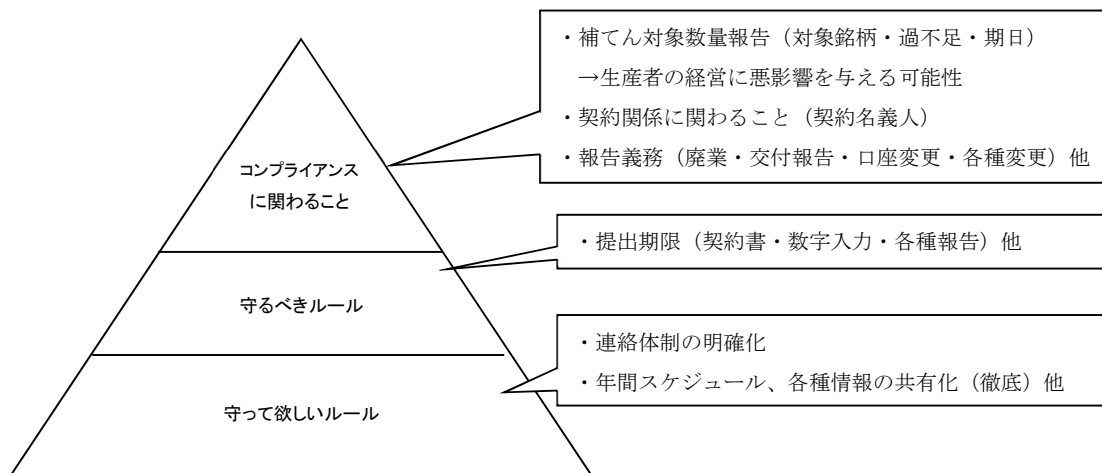 ・補てん対象数量報告（対象銘柄・過不足・期日）
→生産者の経営に悪影響を与える可能性
・契約関係に関わること（契約名義人）
・報告義務（廃業・交付報告・口座変更・各種変更）他
コンプライアンス
に関わること
・提出期限（契約書・数字入力・各種報告）他
守るべきルール
・連絡体制の明確化
・年間スケジュール、各種情報の共有化（徹底）他
守って欲しいルール